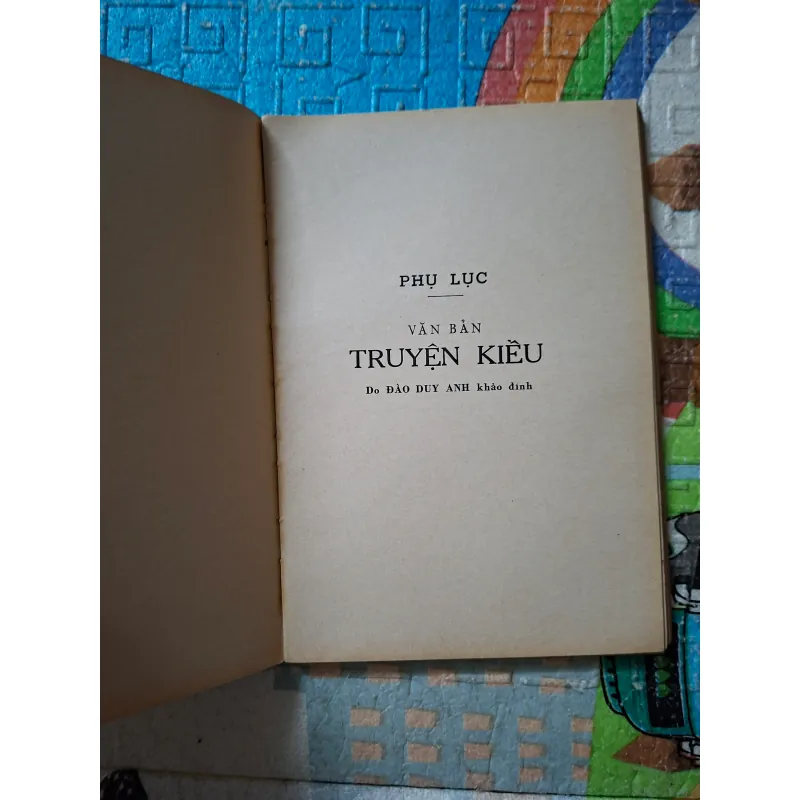 PHỤ LỤC
VĂN BẢN
TRUYỆN KIỀU
Do ĐÀO DUY ANH khảo đính